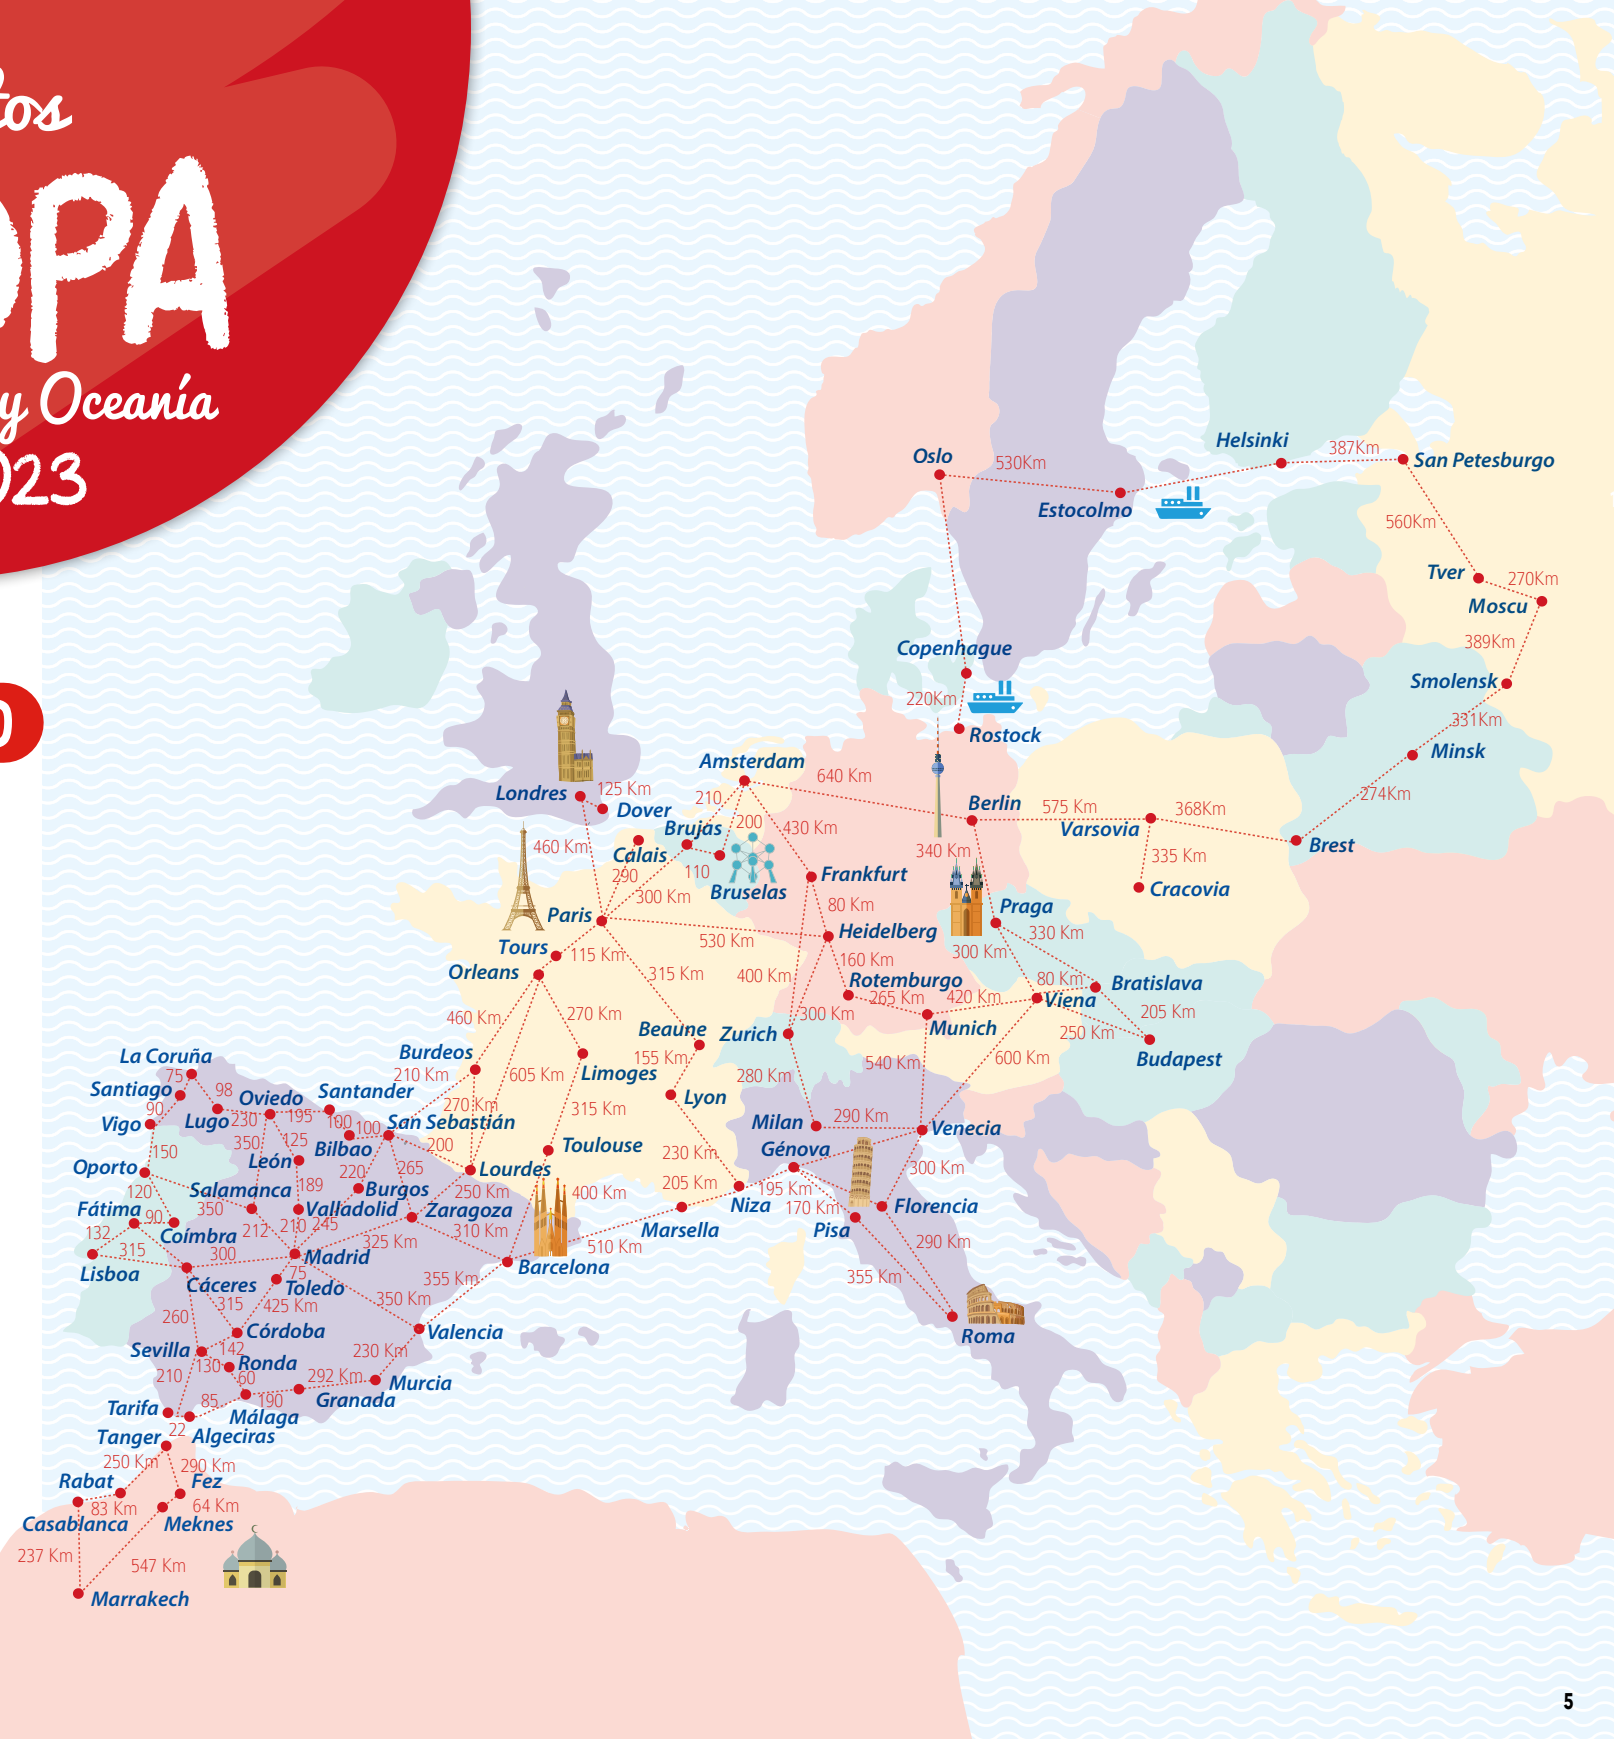 y Oceanía
Oslo
530Km
Estocolmo
Helsinki
387Km
San Petesburgo
560Km
Tver
270Km
Moscu
389Km
Smolensk
331Km
Minsk
274Km
Brest
Copenhague
220Km
Rostock
Amsterdam
640 Km
Londres
125 Km
Dover
210
Berlin
575 Km
368Km
Varsovia
Brujas
200
430 Km
460 Km
Calais
340 Km
335 Km
290
110
Bruselas
Frankfurt
Cracovia
300 Km
80 Km
Praga
Paris
Heidelberg
330 Km
530 Km
Tours
115 Km
300 Km
160 Km
Orleans
315 Km
400 Km
Rotemburgo
80 Km
Bratislava
265 Km
420 Km
Viena
205 Km
460 Km
270 Km
300 Km
Beaune
Zurich
Munich
250 Km
Budapest
La Coruña
Burdeos
155 Km
540 Km
600 Km
75
210 Km
605 Km
Limoges
280 Km
Santiago
98
Oviedo
Santander
Lyon
90
270 Km
315 Km
Vigo
Lugo
230
195
100
100
San Sebastián
Milan
290 Km
Venecia
350
125
Bilbao
200
Toulouse
230 Km
Génova
150
León
220
265
Lourdes
300 Km
Oporto
189
Burgos
250 Km
400 Km
205 Km
195 Km
120
Salamanca
350
Valladolid
Zaragoza
Niza
170 Km
Florencia
Fátima
90
212
210
245
310 Km
Marsella
Pisa
132
Coímbra
325 Km
510 Km
290 Km
315
300
Madrid
Barcelona
Lisboa
75
355 Km
355 Km
Cáceres
Toledo
350 Km
260
315
425 Km
Roma
Córdoba
Valencia
Sevilla
142
230 Km
130
Ronda
210
60
292 Km
Murcia
85
190
Granada
Tarifa
Málaga
22
Tanger
Algeciras
250 Km
290 Km
Rabat
Fez
83 Km
64 Km
Casablanca
Meknes
237 Km
547 Km
Marrakech
5